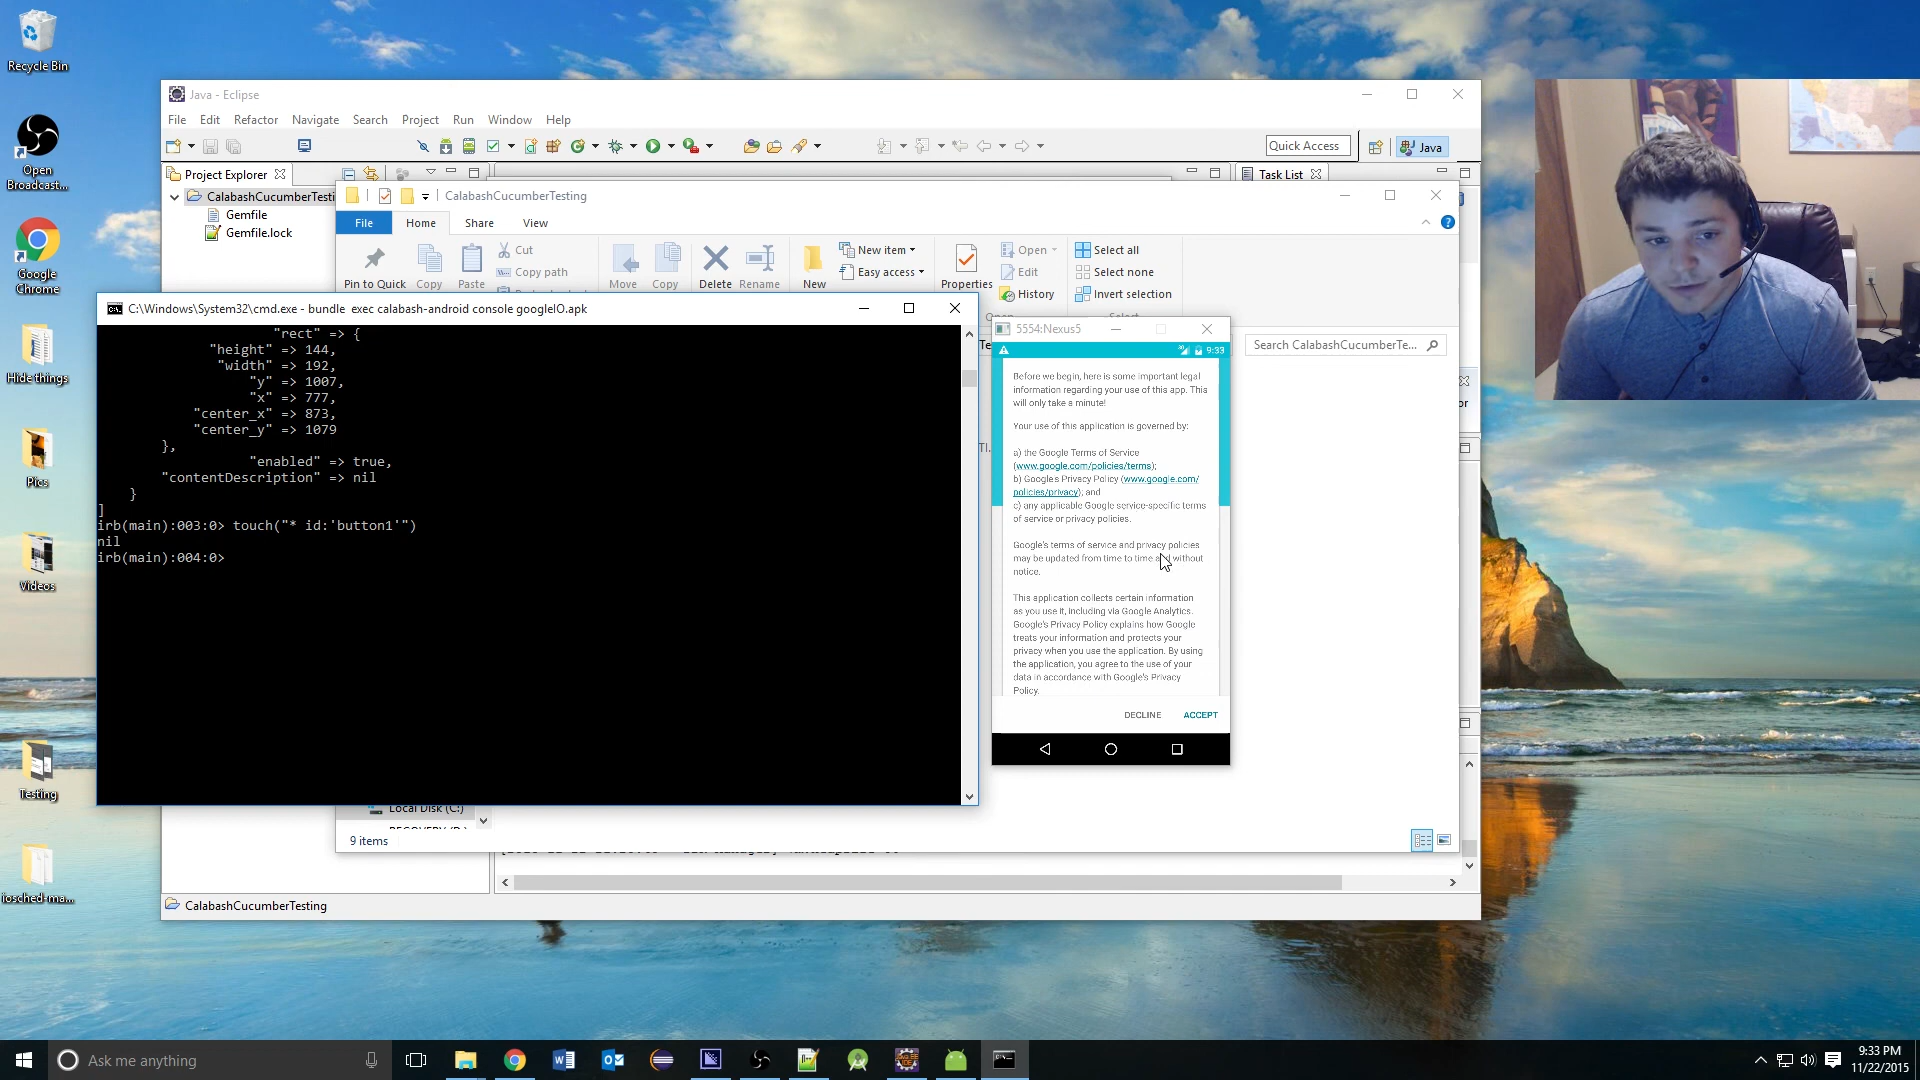 Recycle Bin
Open
Broadcast...
Google
Chrome
Hide things
Pics
Videos
Testing
iosched-ma...
Java - Eclipse
File Edit Refactor Navigate Search Project Run Window Help
Quick Access
Java
Project Explorer
Task List
CalabashCucumberTesti
Gemfile
Gemfile.lock
CalabashCucumberTesting
File Home Share View
Pin to Quick
Copy
Paste
Cut
Copy path
Move
Copy
Delete
Rename
New
New item
Easy access
Properties
Open
Edit
History
Select all
Select none
Invert selection
Select
Search CalabashCucumberTe...
C:\Windows\System32\cmd.exe - bundle exec calabash-android console googleIO.apk
"rect" => {
"height" => 144,
"width" => 192,
"y" => 1007,
"x" => 777,
"center_x" => 873,
"center_y" => 1079
},
"enabled" => true,
"contentDescription" => nil
}
]
irb(main):003:0> touch("* id:'button1'")
nil
irb(main):004:0>
5554:Nexus5
9:33
Before we begin, here is some important legal
information regarding your use of this app. This
will only take a minute!
Your use of this application is governed by:
a) the Google Terms of Service
(www.google.com/policies/terms);
b) Google's Privacy Policy (www.google.com/
policies/privacy); and
c) any applicable Google service-specific terms
of service or privacy policies.
Google's terms of service and privacy policies
may be updated from time to time and without
notice.
This application collects certain information
as you use it, including via Google Analytics.
Google's Privacy Policy explains how Google
treats your information and protects your
privacy when you use the application. By using
the application, you agree to the use of your
data in accordance with Google's Privacy
Policy.
DECLINE ACCEPT
Local Disk (C:)
9 items
CalabashCucumberTesting
Ask me anything
9:33 PM
11/22/2015